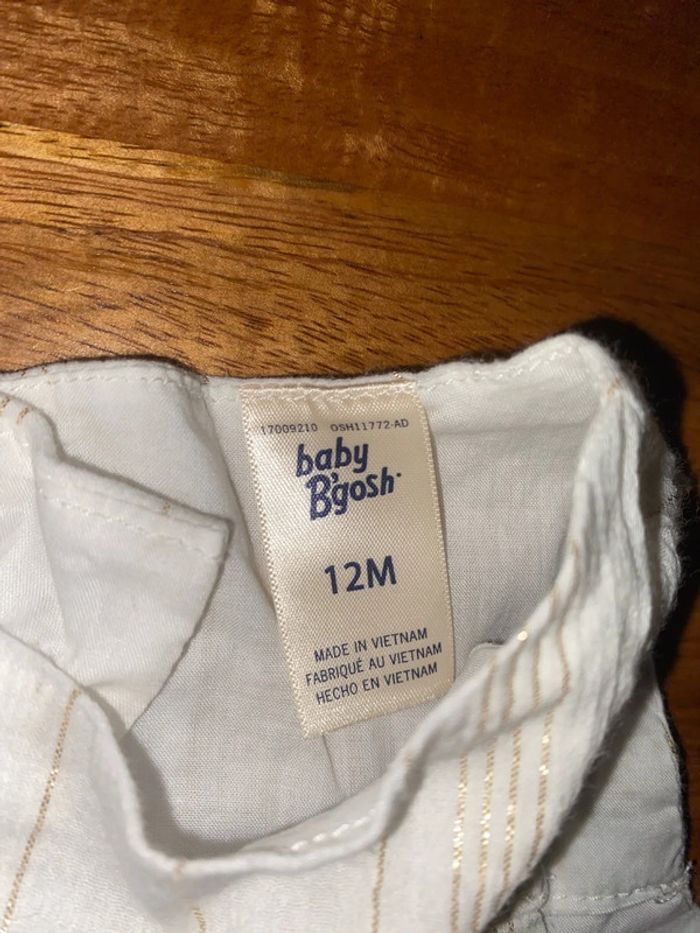 17009210 OSH11772-AD
baby
B'gosh
12M
MADE IN VIETNAM
FABRIQUÉ AU VIETNAM
HECHO EN VIETNAM